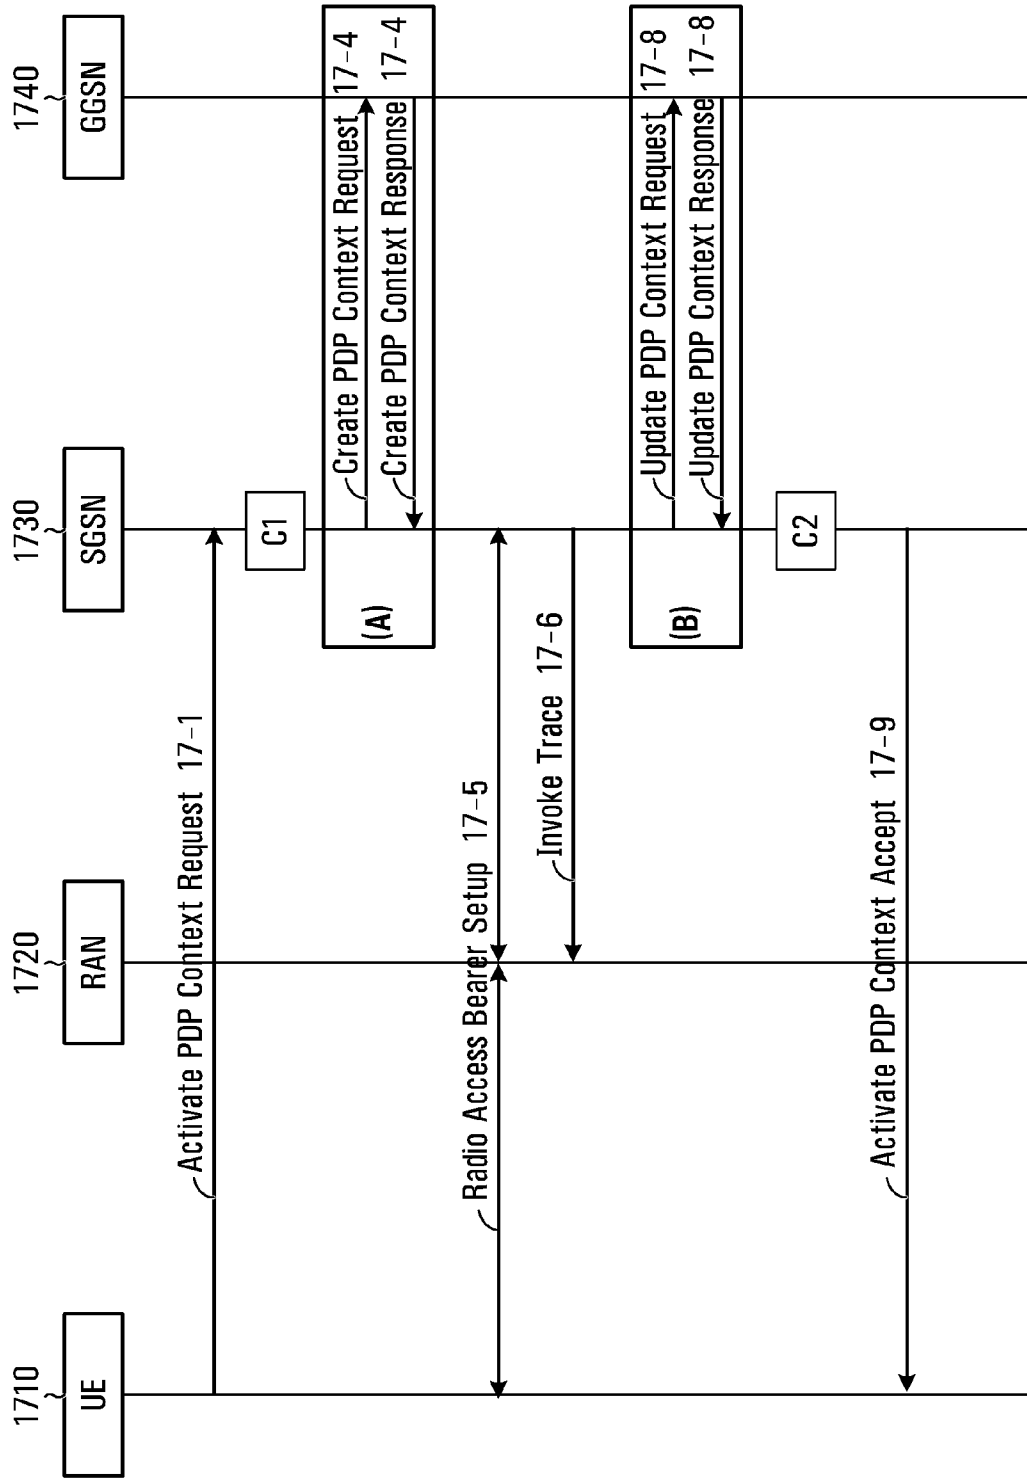 1710
1720
1730
1740
UE
RAN
SGSN
GGSN
Activate PDP Context Request 17-1
C1
(A)
Create PDP Context Request 17-4
Create PDP Context Response 17-4
Radio Access Bearer Setup 17-5
Invoke Trace 17-6
(B)
Update PDP Context Request 17-8
Update PDP Context Response 17-8
C2
Activate PDP Context Accept 17-9